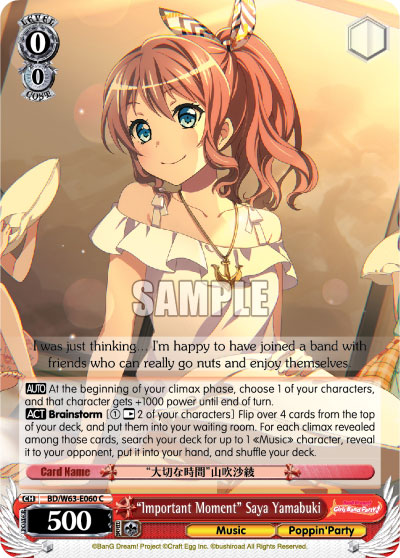 LEVEL
0
0
COST
SAMPLE
I was just thinking... I'm happy to have joined a band with
friends who can really go nuts and enjoy themselves.
AUTO At the beginning of your climax phase, choose 1 of your characters,
and that character gets +1000 power until end of turn.
ACT Brainstorm [① 2 of your characters] Flip over 4 cards from the top
of your deck, and put them into your waiting room. For each climax revealed
among those cards, search your deck for up to 1 «Music» character, reveal
it to your opponent, put it into your hand, and shuffle your deck.
Card Name "大切な時間"山吹沙綾
CH BD/W63-E060 C
"Important Moment" Saya Yamabuki
Girls Band Party!
POWER 500
Music Poppin'Party
©BanG Dream! Project ©Craft Egg Inc. ©bushiroad All Rights Reserved.